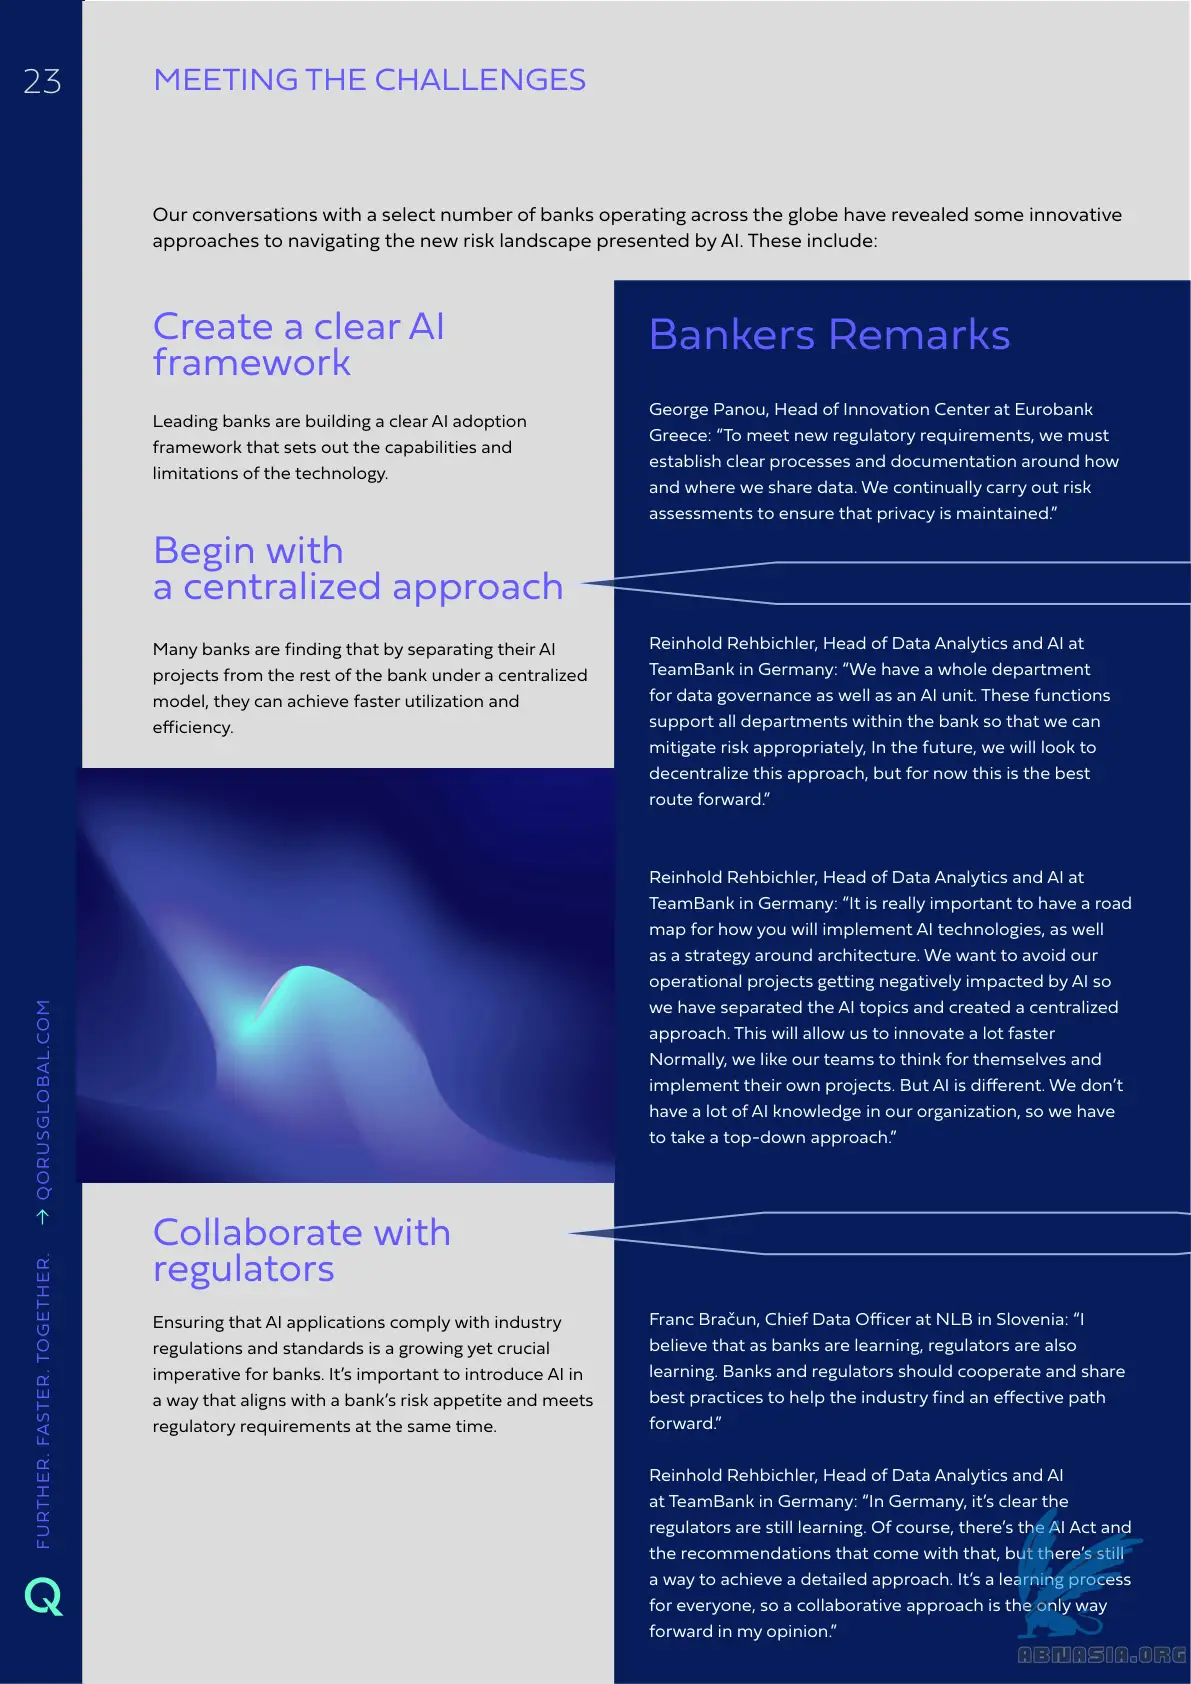 23
MEETING THE CHALLENGES
Our conversations with a select number of banks operating across the globe have revealed some innovative
approaches to navigating the new risk landscape presented by AI. These include:
Create a clear AI
framework
Leading banks are building a clear AI adoption
framework that sets out the capabilities and
limitations of the technology.
Begin with
a centralized approach
Many banks are finding that by separating their AI
projects from the rest of the bank under a centralized
model, they can achieve faster utilization and
efficiency.
Collaborate with
regulators
Ensuring that AI applications comply with industry
regulations and standards is a growing yet crucial
imperative for banks. It’s important to introduce AI in
a way that aligns with a bank’s risk appetite and meets
regulatory requirements at the same time.
Bankers Remarks
George Panou, Head of Innovation Center at Eurobank
Greece: “To meet new regulatory requirements, we must
establish clear processes and documentation around how
and where we share data. We continually carry out risk
assessments to ensure that privacy is maintained.”
Reinhold Rehbichler, Head of Data Analytics and AI at
TeamBank in Germany: “We have a whole department
for data governance as well as an AI unit. These functions
support all departments within the bank so that we can
mitigate risk appropriately, In the future, we will look to
decentralize this approach, but for now this is the best
route forward.”
Reinhold Rehbichler, Head of Data Analytics and AI at
TeamBank in Germany: “It is really important to have a road
map for how you will implement AI technologies, as well
as a strategy around architecture. We want to avoid our
operational projects getting negatively impacted by AI so
we have separated the AI topics and created a centralized
approach. This will allow us to innovate a lot faster
Normally, we like our teams to think for themselves and
implement their own projects. But AI is different. We don’t
have a lot of AI knowledge in our organization, so we have
to take a top-down approach.”
Franc Bračun, Chief Data Officer at NLB in Slovenia: “I
believe that as banks are learning, regulators are also
learning. Banks and regulators should cooperate and share
best practices to help the industry find an effective path
forward.”
Reinhold Rehbichler, Head of Data Analytics and AI
at TeamBank in Germany: “In Germany, it’s clear the
regulators are still learning. Of course, there’s the AI Act and
the recommendations that come with that, but there’s still
a way to achieve a detailed approach. It’s a learning process
for everyone, so a collaborative approach is the only way
forward in my opinion.”
FURTHER. FASTER. TOGETHER. → QORUSGLOBAL.COM
Q
ABNASIA.ORG